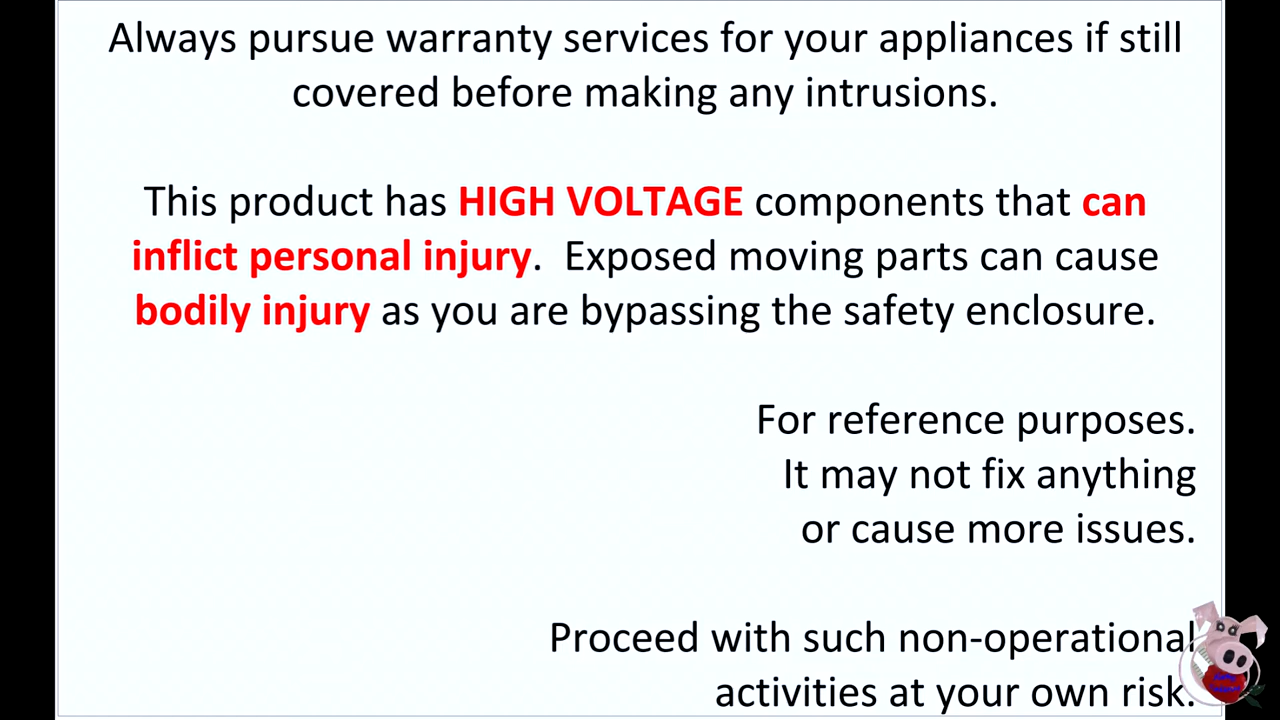 Always pursue warranty services for your appliances if still
covered before making any intrusions.
This product has HIGH VOLTAGE components that can
inflict personal injury.  Exposed moving parts can cause
bodily injury as you are bypassing the safety enclosure.
For reference purposes.
It may not fix anything
or cause more issues.
Proceed with such non-operational
activities at your own risk.